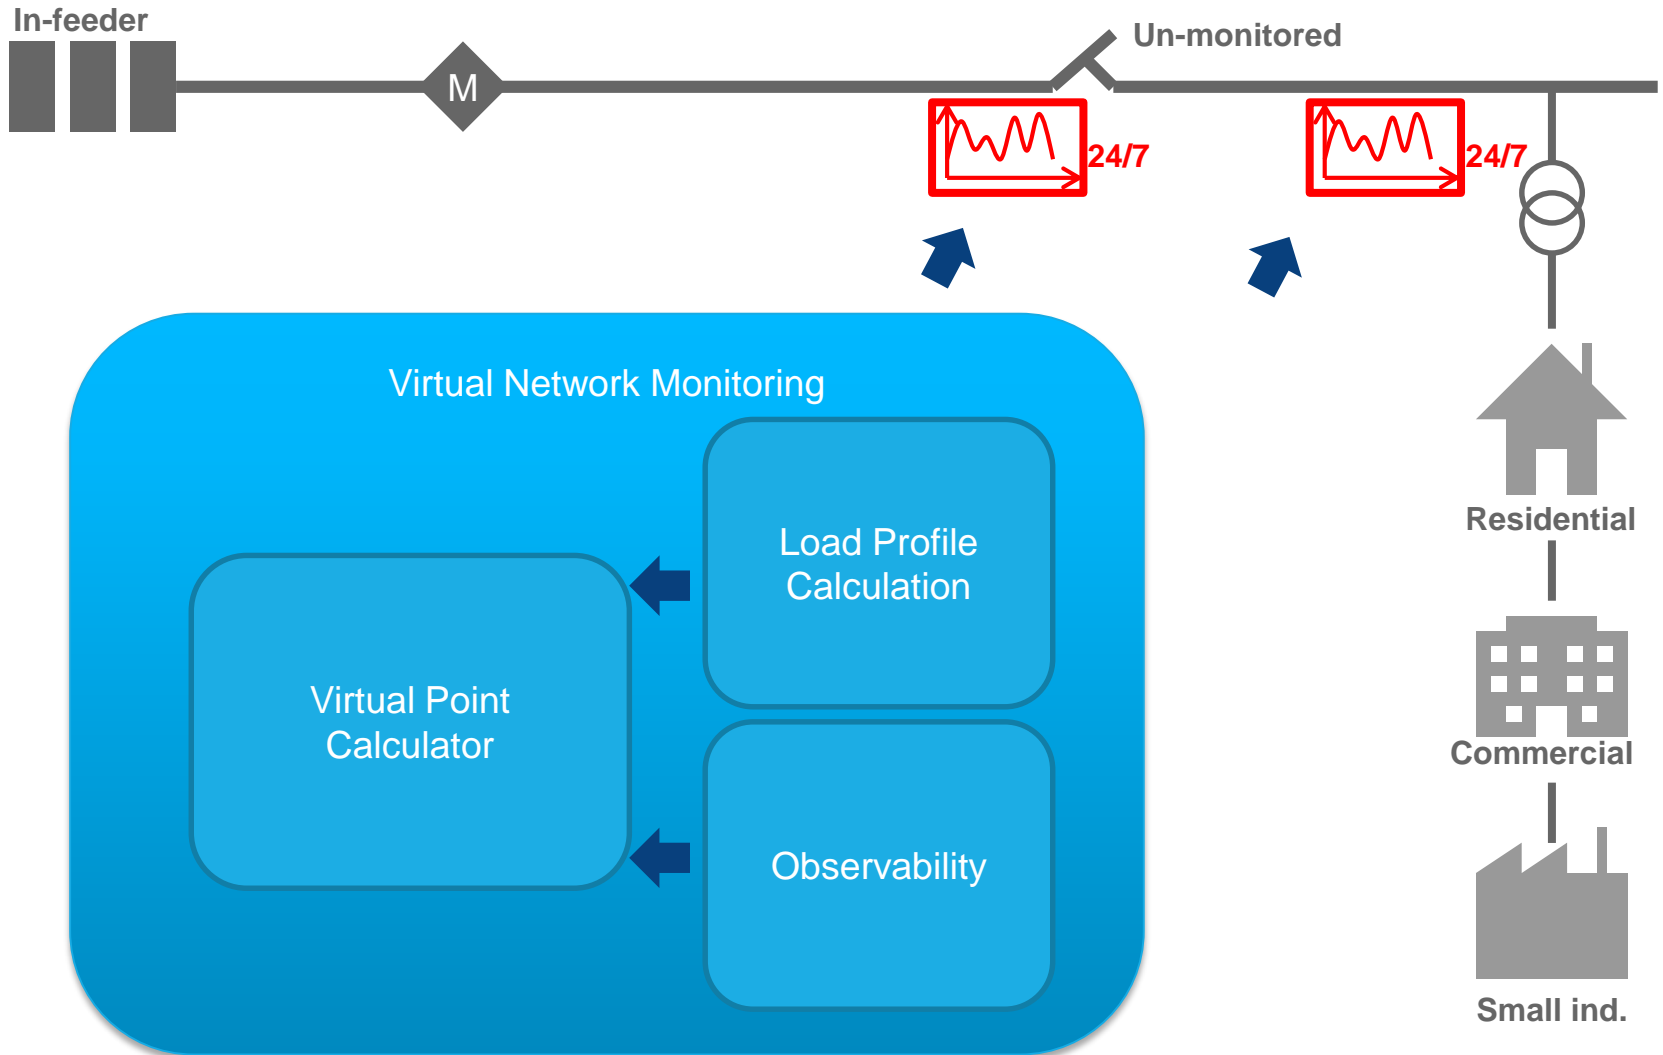 In-feeder
Un-monitored
M
24/7
24/7
Virtual Network Monitoring
Load Profile
Calculation
Virtual Point
Calculator
Observability
Residential
Commercial
Small ind.